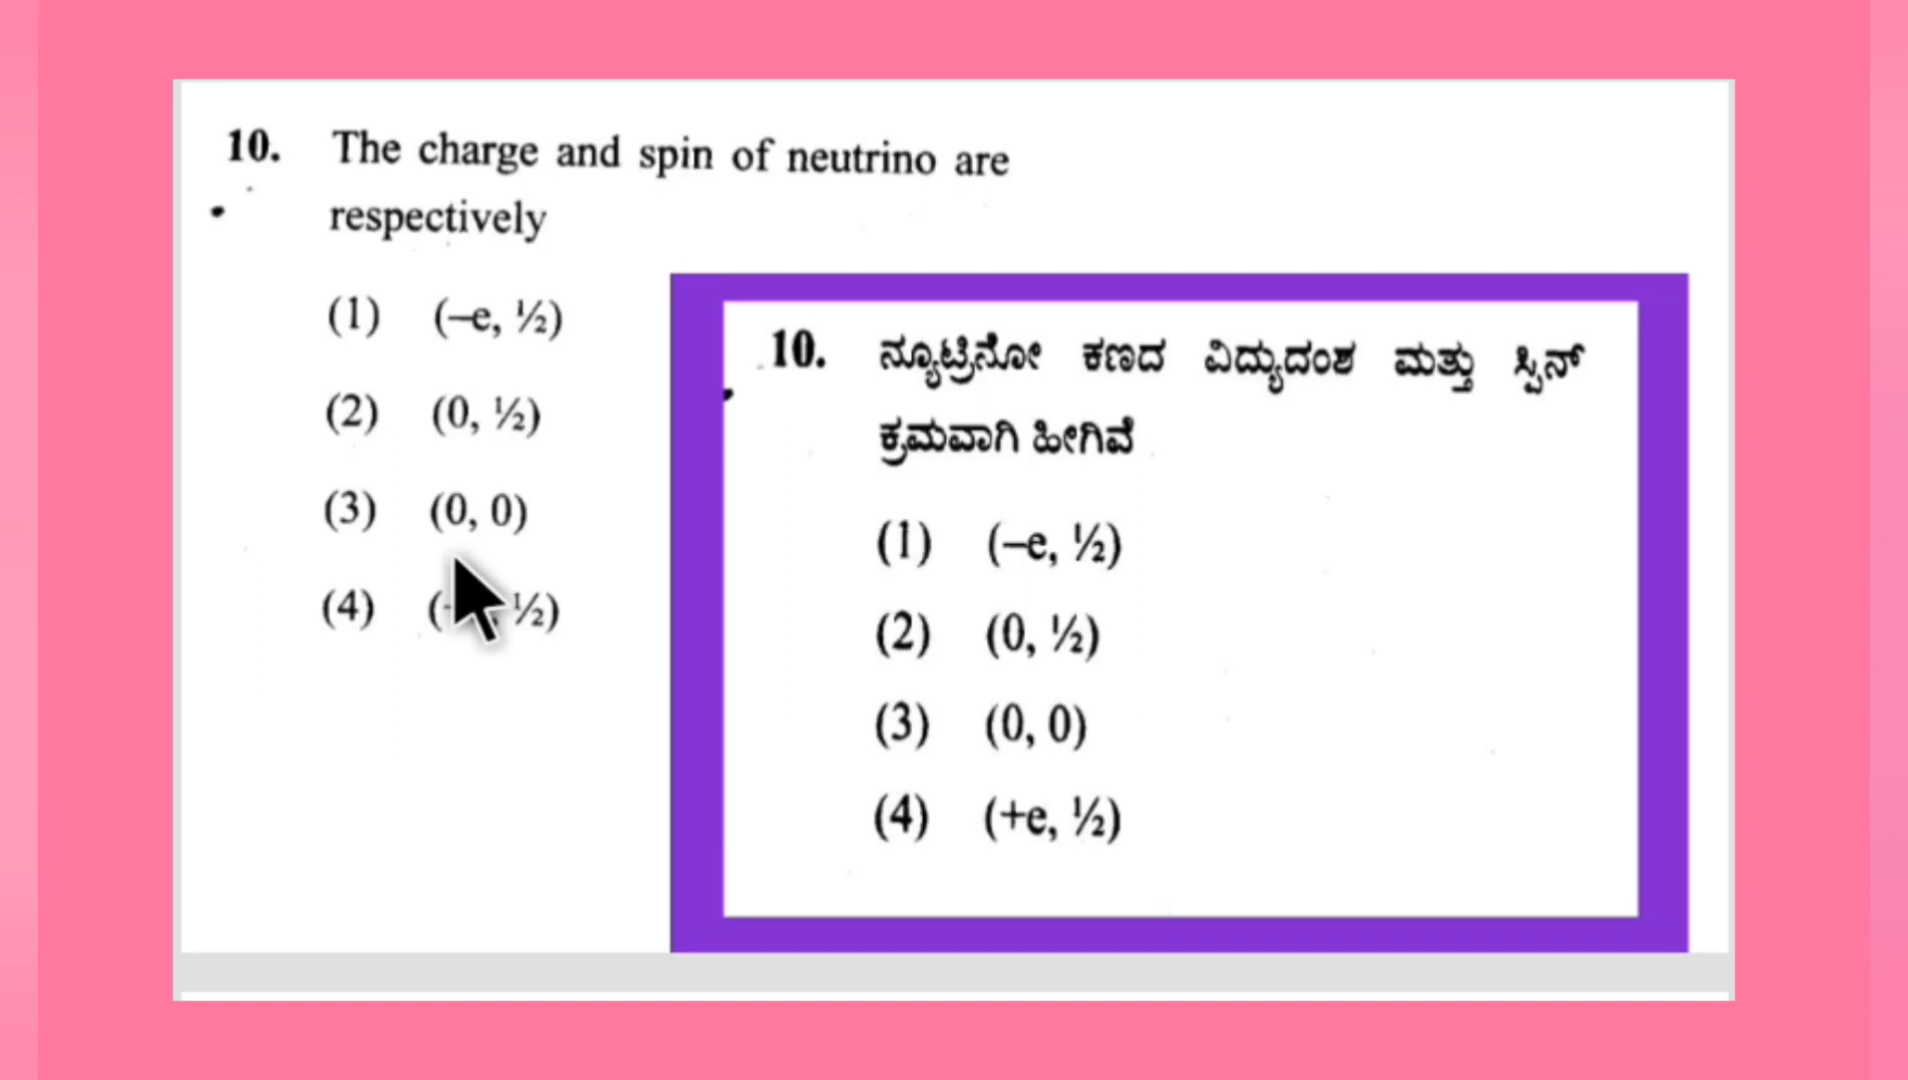 10. The charge and spin of neutrino are
respectively
(1) (–e, ½)
(2) (0, ½)
(3) (0, 0)
(4) ( ½)
10. ನ್ಯೂಟ್ರಿನೋ ಕಣದ ವಿದ್ಯುದಂಶ ಮತ್ತು ಸ್ಪಿನ್
ಕ್ರಮವಾಗಿ ಹೀಗಿವೆ
(1) (–e, ½)
(2) (0, ½)
(3) (0, 0)
(4) (+e, ½)